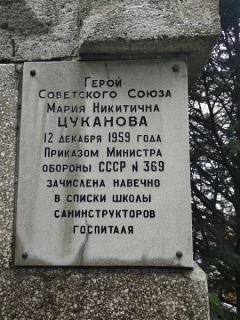 Герой
Советского Союза
Мария Никитична
ЦУКАНОВА
12 декабря 1959 года
Приказом Министра
обороны СССР N 369
зачислена навечно
в списки школы
санинструкторов
госпиталя